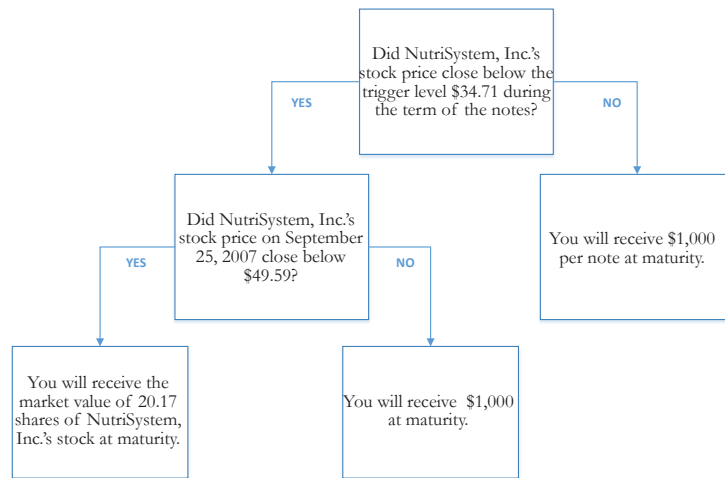 Did NutriSystem, Inc.'s
stock price close below the
trigger level $34.71 during
the term of the notes?
YES
NO
Did NutriSystem, Inc.'s
stock price on September
25, 2007 close below
$49.59?
You will receive $1,000
per note at maturity.
YES
NO
You will receive the
market value of 20.17
shares of NutriSystem,
Inc.'s stock at maturity.
You will receive $1,000
at maturity.